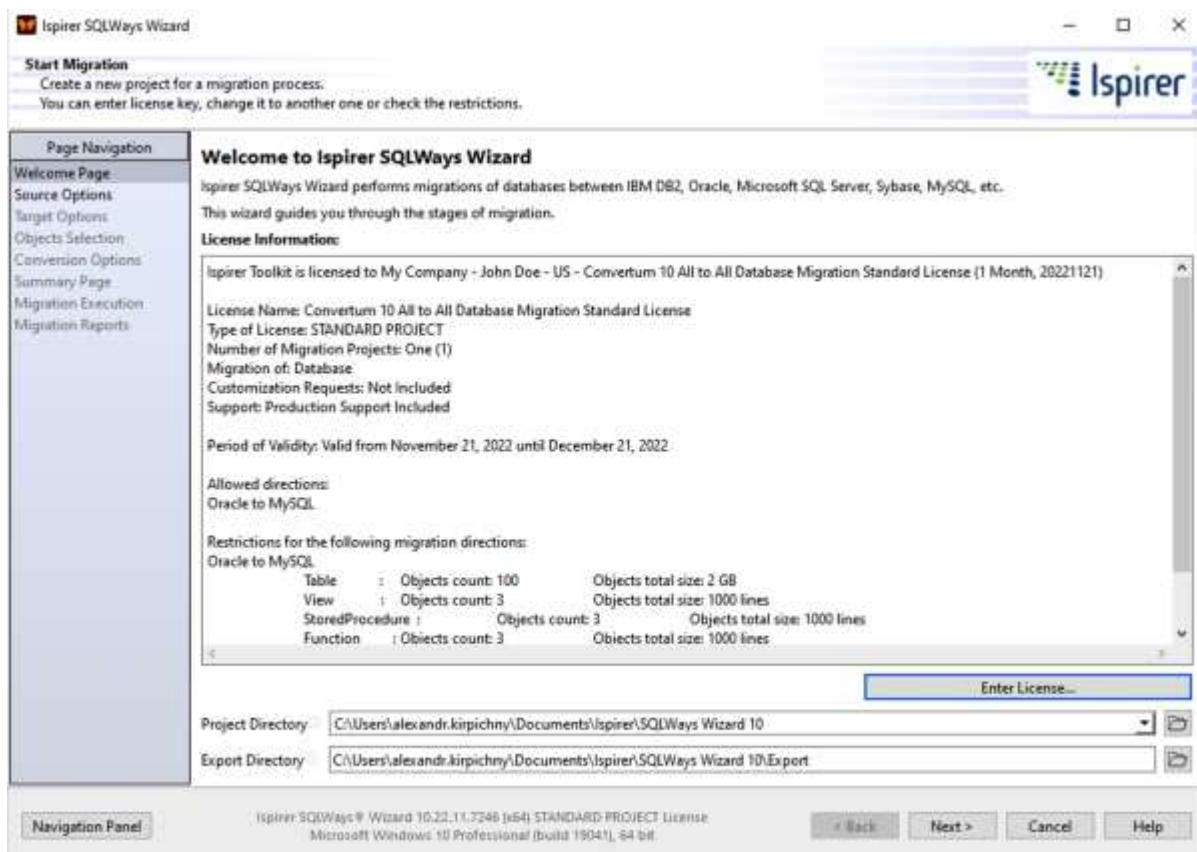 Ispirer SQLWays Wizard
Start Migration
Create a new project for a migration process.
You can enter license key, change it to another one or check the restrictions.
Ispirer
Page Navigation
Welcome Page
Source Options
Target Options
Objects Selection
Conversion Options
Summary Page
Migration Execution
Migration Reports
Welcome to Ispirer SQLWays Wizard
Ispirer SQLWays Wizard performs migrations of databases between IBM DB2, Oracle, Microsoft SQL Server, Sybase, MySQL, etc.
This wizard guides you through the stages of migration.
License Information:
Ispirer Toolkit is licensed to My Company - John Doe - US - Convertum 10 All to All Database Migration Standard License (1 Month, 20221121)
License Name: Convertum 10 All to All Database Migration Standard License
Type of License: STANDARD PROJECT
Number of Migration Projects: One (1)
Migration of: Database
Customization Requests: Not Included
Support: Production Support Included
Period of Validity: Valid from November 21, 2022 until December 21, 2022
Allowed directions:
Oracle to MySQL
Restrictions for the following migration directions:
Oracle to MySQL
Table : Objects count: 100 Objects total size: 2 GB
View : Objects count: 3 Objects total size: 1000 lines
StoredProcedure : Objects count: 3 Objects total size: 1000 lines
Function : Objects count: 3 Objects total size: 1000 lines
Enter License...
Project Directory C:\Users\alexandr.kirpichny\Documents\Ispirer\SQLWays Wizard 10
Export Directory C:\Users\alexandr.kirpichny\Documents\Ispirer\SQLWays Wizard 10\Export
Navigation Panel
Ispirer SQLWays® Wizard 10.22.11.7246 (x64) STANDARD PROJECT License
Microsoft Windows 10 Professional (build 19041), 64 bit
< Back Next > Cancel Help